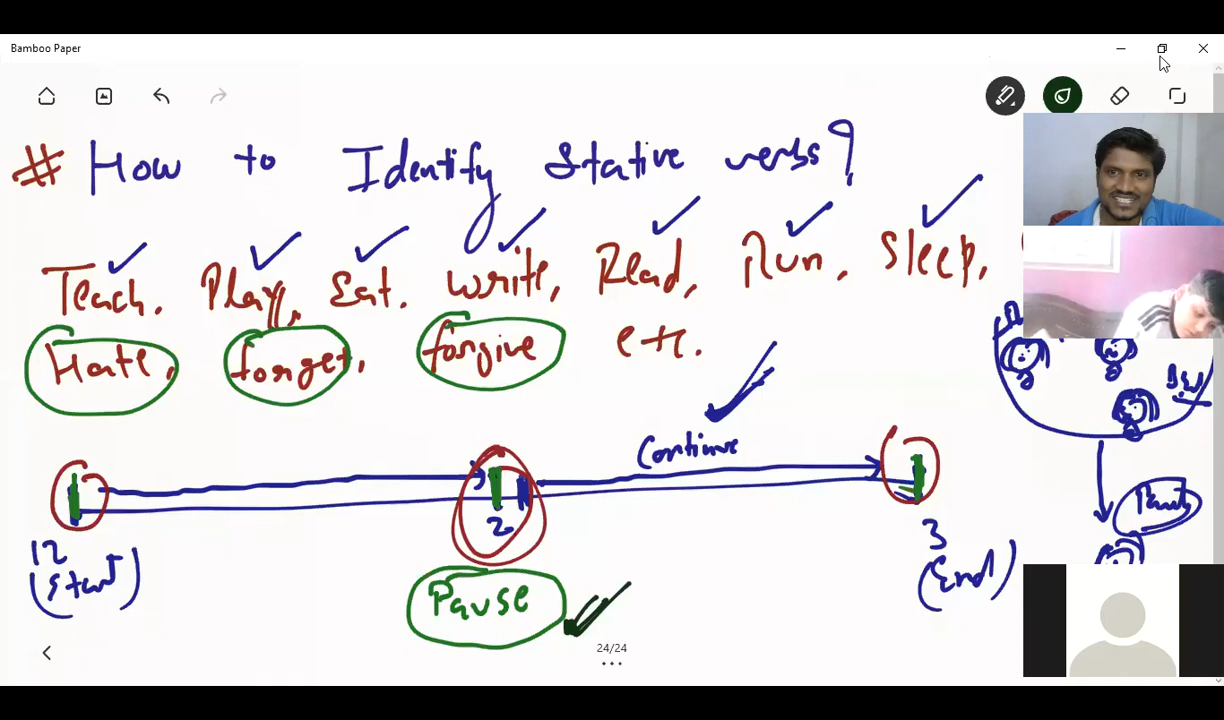 Bamboo Paper
# How to Identify Stative verbs?
Teach, Play, Eat, write, Read, Run, Sleep,
Hate, forget, forgive etc.
Continue
2
12
(Start)
3
(End)
Pause
24/24